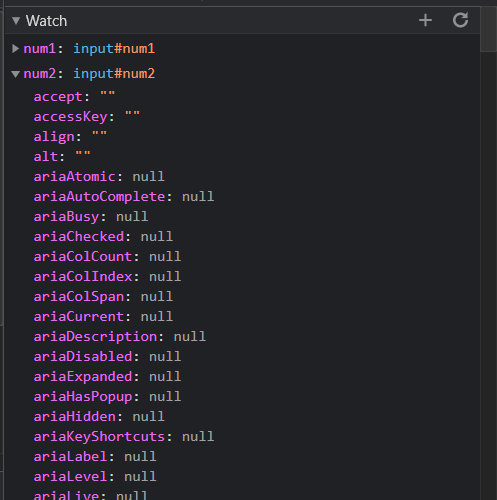 Watch
num1: input#num1
num2: input#num2
accept: ""
accessKey: ""
align: ""
alt: ""
ariaAtomic: null
ariaAutoComplete: null
ariaBusy: null
ariaChecked: null
ariaColCount: null
ariaColIndex: null
ariaColSpan: null
ariaCurrent: null
ariaDescription: null
ariaDisabled: null
ariaExpanded: null
ariaHasPopup: null
ariaHidden: null
ariaKeyShortcuts: null
ariaLabel: null
ariaLevel: null
ariaLive: null